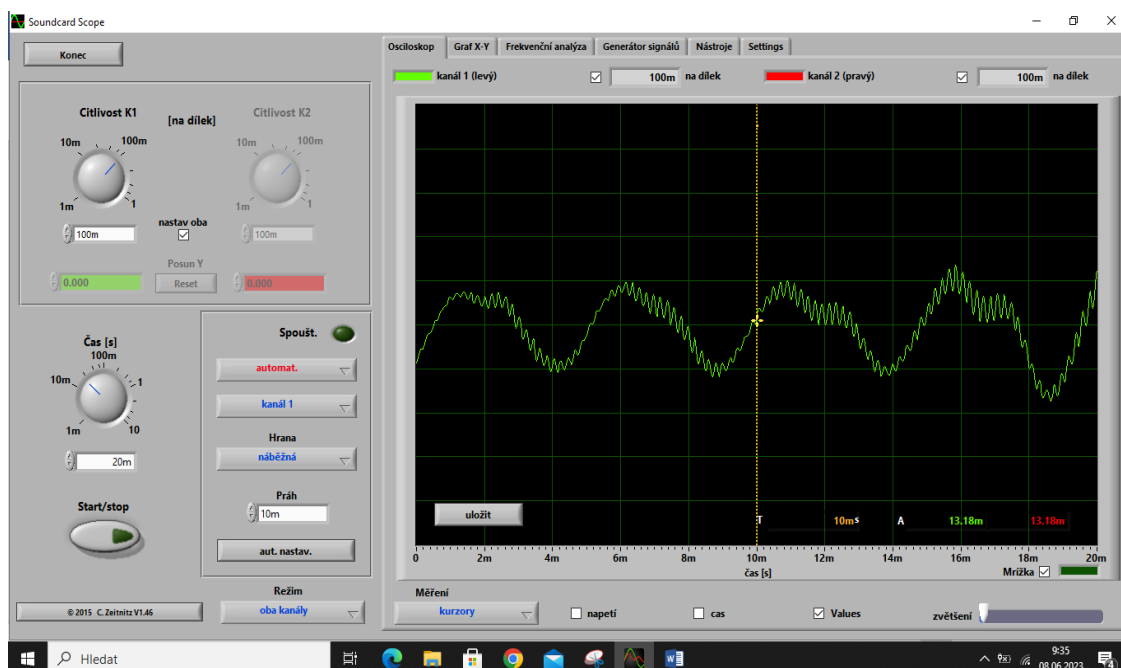 Soundcard Scope
Konec
Osciloskop Graf X-Y Frekvenční analýza Generátor signálů Nástroje Settings
kanál 1 (levý) 100m na dílek kanál 2 (pravý) 100m na dílek
Citlivost K1 [na dílek] Citlivost K2
10m 100m 10m 100m
1m 1 1m 1
nastav oba
100m 100m
Posun Y
0.000 Reset 0.000
Čas [s]
100m
10m 1
1m 10
20m
Start/stop
© 2015 C. Zeitnitz V1.46
Spoušt.
automat.
kanál 1
Hrana
náběžná
Práh
10m
aut. nastav.
Režim
oba kanály
uložit
T 10ms A 13.18m 13.18m
0 2m 4m 6m 8m 10m 12m 14m 16m 18m 20m
čas [s]
Mrížka
Měření
kurzory napetí cas Values zvětšení
Hledat
9:35
08.06.2023
4